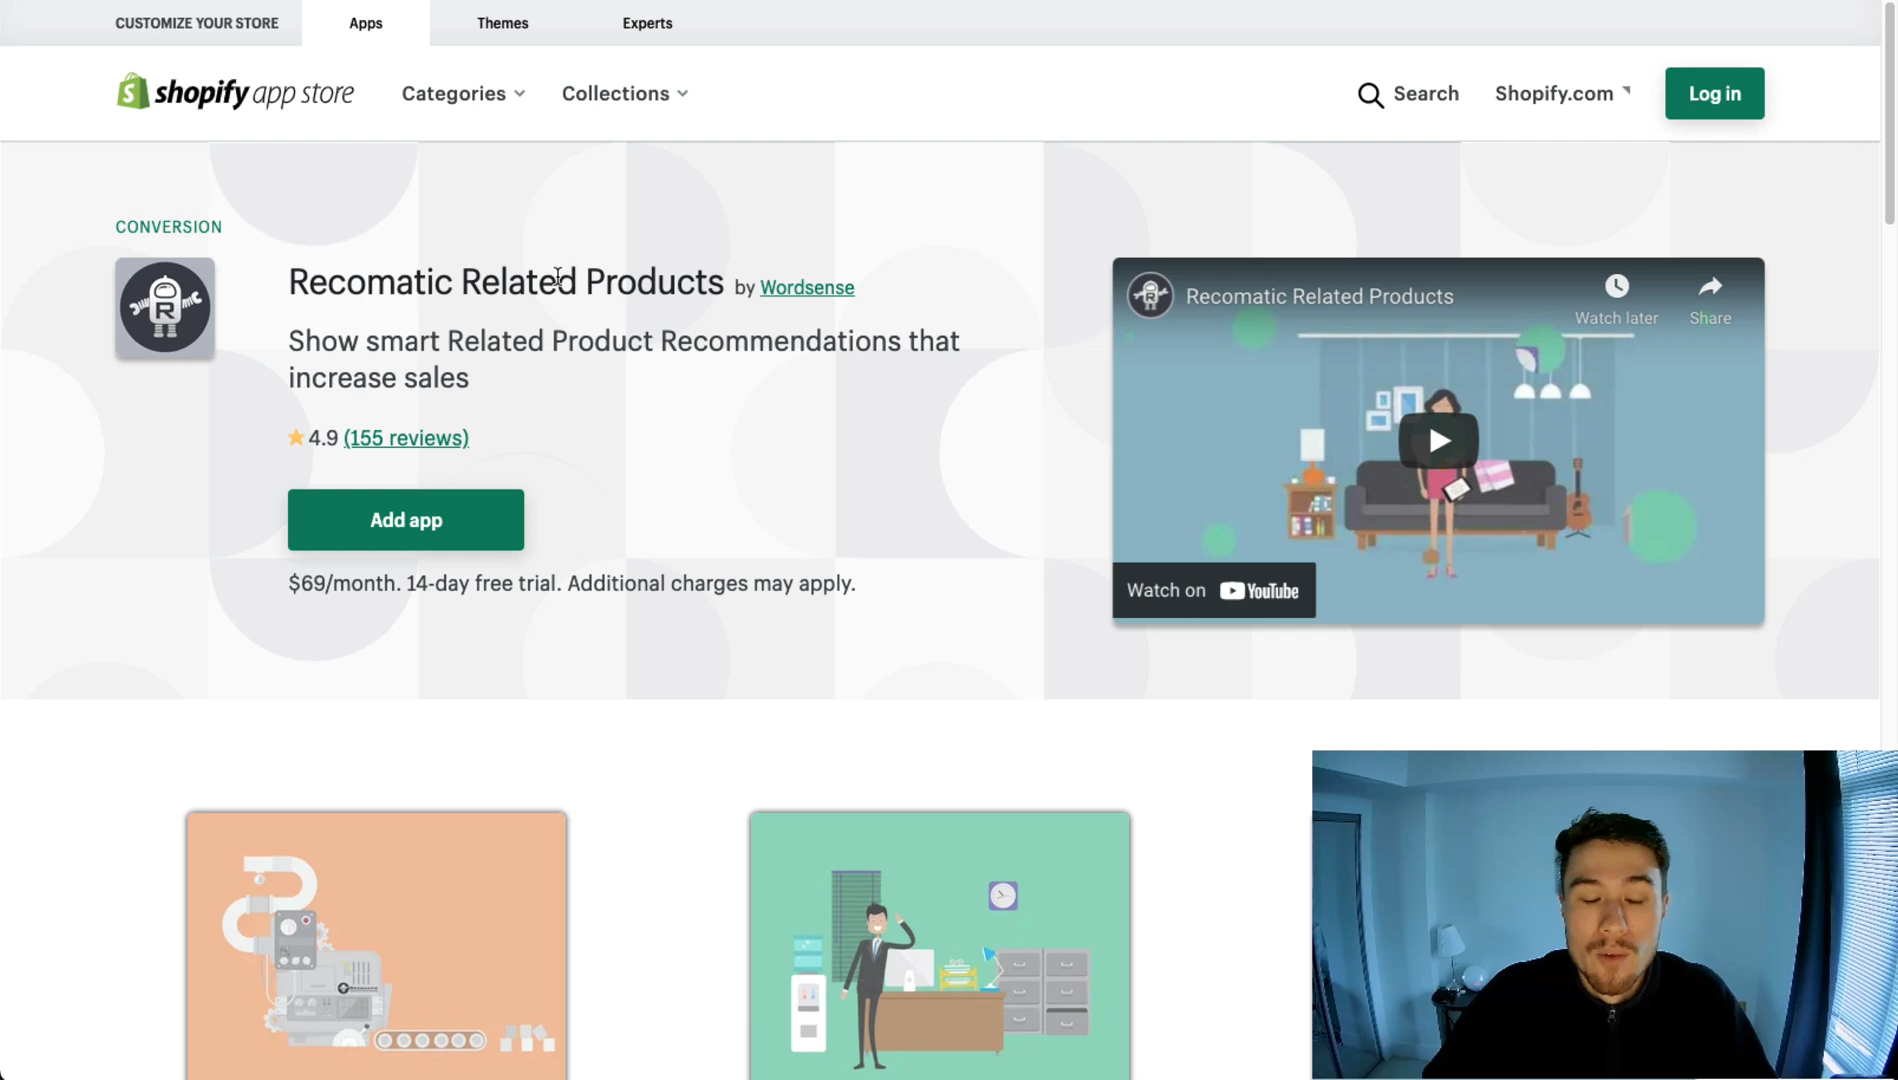 CUSTOMIZE YOUR STORE Apps Themes Experts
shopify app store Categories Collections Search Shopify.com Log in
CONVERSION
Recomatic Related Products by Wordsense
Show smart Related Product Recommendations that
increase sales
4.9 (155 reviews)
Add app
$69/month. 14-day free trial. Additional charges may apply.
R
Recomatic Related Products
Watch later
Share
Watch on YouTube